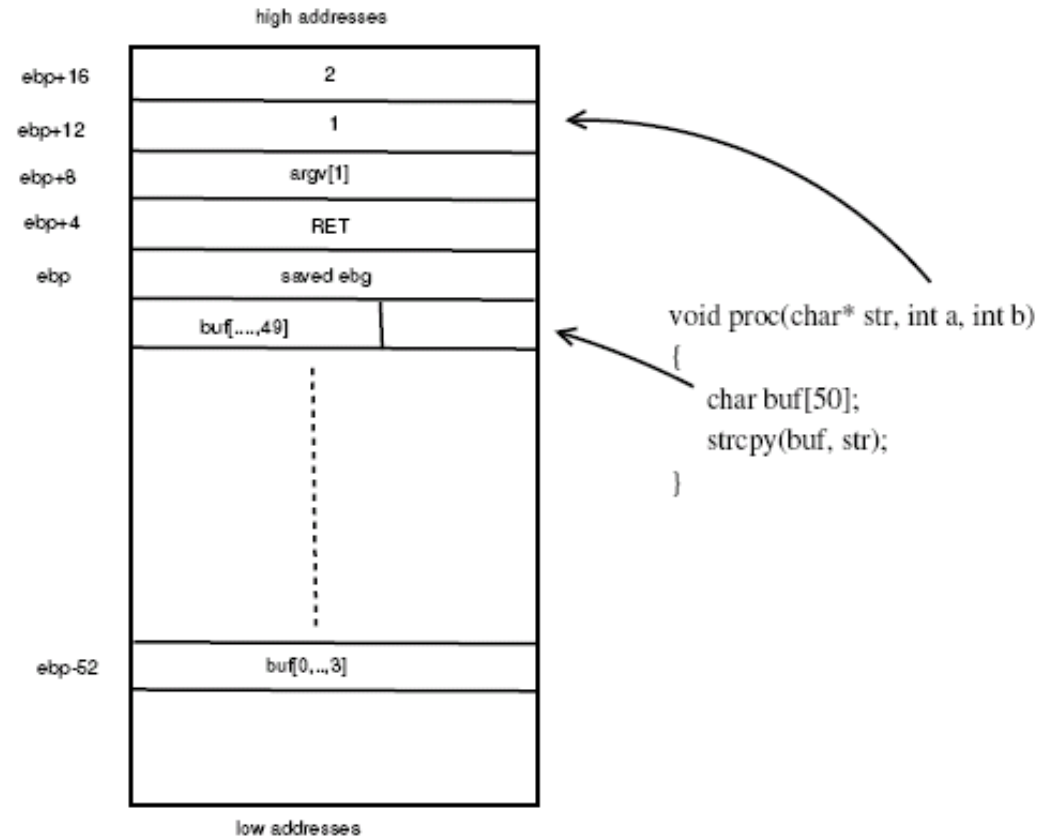 high addresses
ebp+16
2
ebp+12
1
ebp+8
argv[1]
ebp+4
RET
ebp
saved ebg
buf[....,49]
void proc(char* str, int a, int b)
{
char buf[50];
strcpy(buf, str);
}
ebp-52
buf[0,..,3]
low addresses